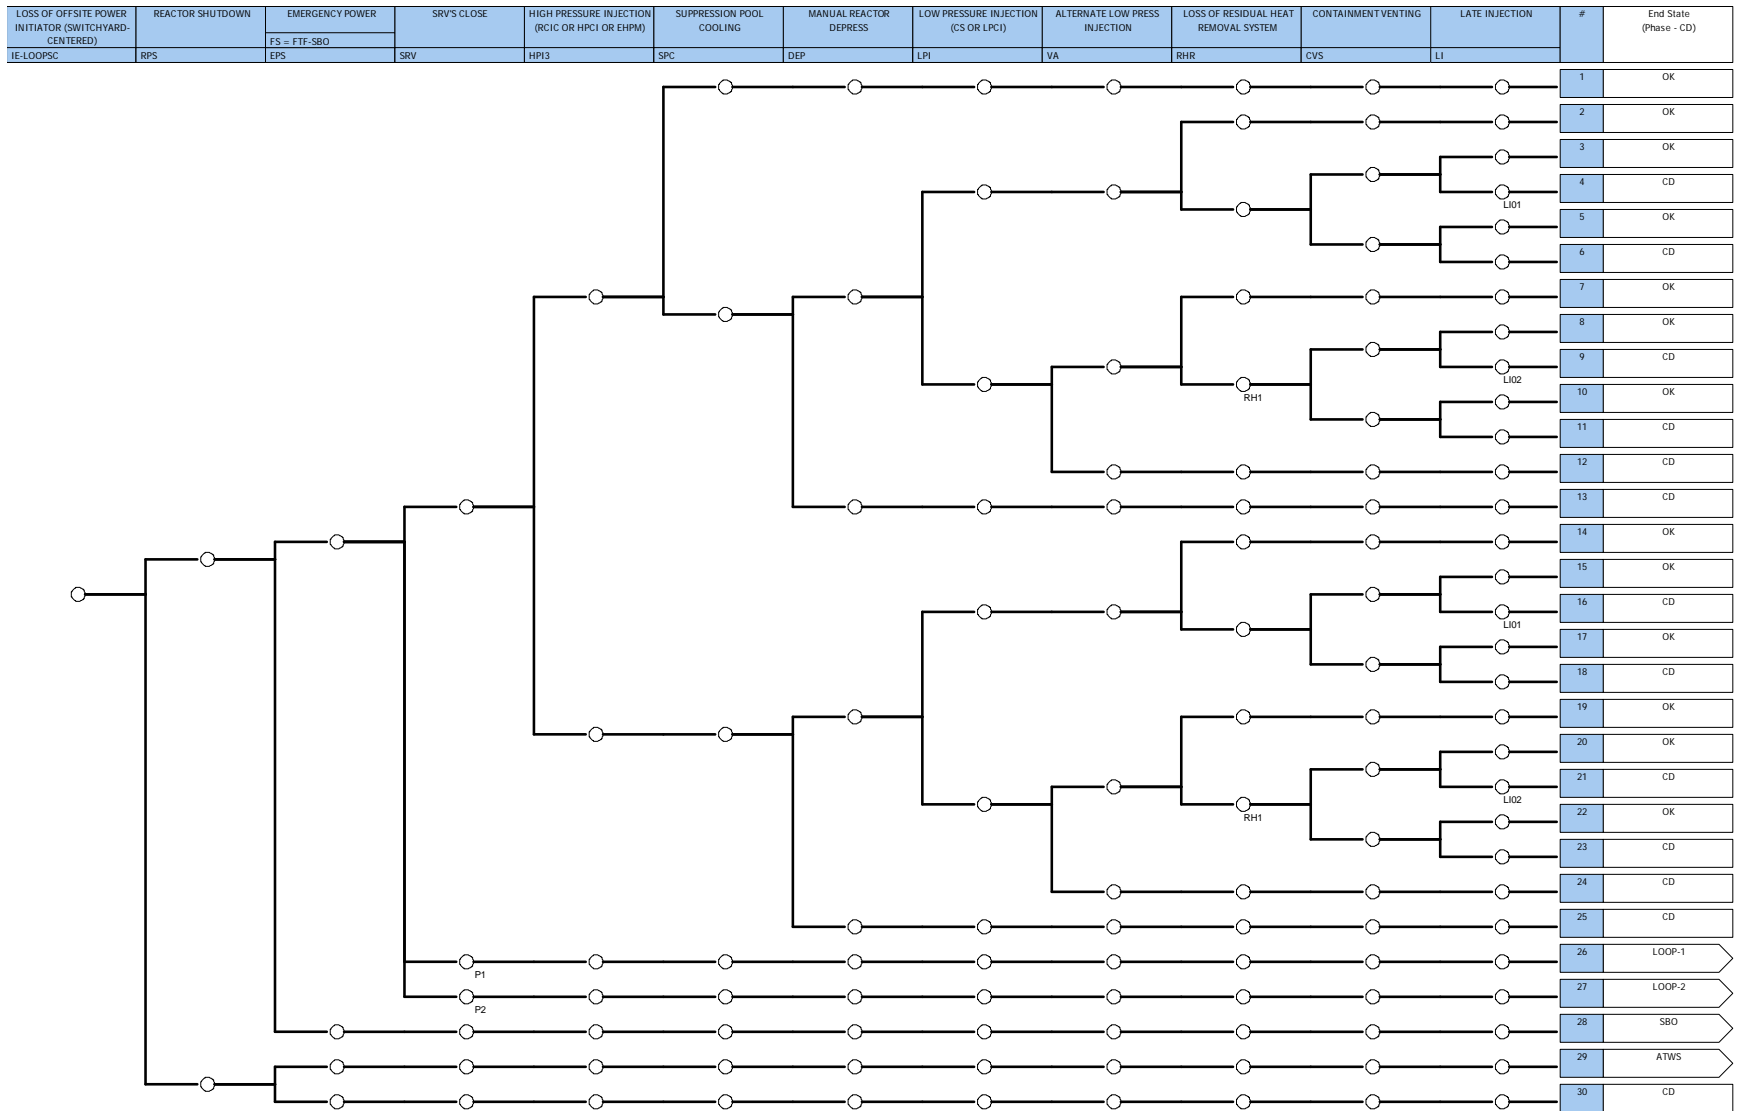 LOSS OF OFFSITE POWER
INITIATOR (SWITCHYARD-
CENTERED)
IE-LOOPSC
REACTOR SHUTDOWN
RPS
EMERGENCY POWER
FS = FTF-SBO
EPS
SRV'S CLOSE
SRV
HIGH PRESSURE INJECTION
(RCIC OR HPCI OR EHPM)
HPI3
SUPPRESSION POOL
COOLING
SPC
MANUAL REACTOR
DEPRESS
DEP
LOW PRESSURE INJECTION
(CS OR LPCI)
LPI
ALTERNATE LOW PRESS
INJECTION
VA
LOSS OF RESIDUAL HEAT
REMOVAL SYSTEM
RHR
CONTAINMENT VENTING
CVS
LATE INJECTION
LI
#
End State
(Phase - CD)
1 OK
2 OK
3 OK
4 CD
LI01
5 OK
6 CD
7 OK
8 OK
9 CD
LI02
RH1
10 OK
11 CD
12 CD
13 CD
14 OK
15 OK
16 CD
LI01
17 OK
18 CD
19 OK
20 OK
21 CD
LI02
RH1
22 OK
23 CD
24 CD
25 CD
26 LOOP-1
P1
27 LOOP-2
P2
28 SBO
29 ATWS
30 CD